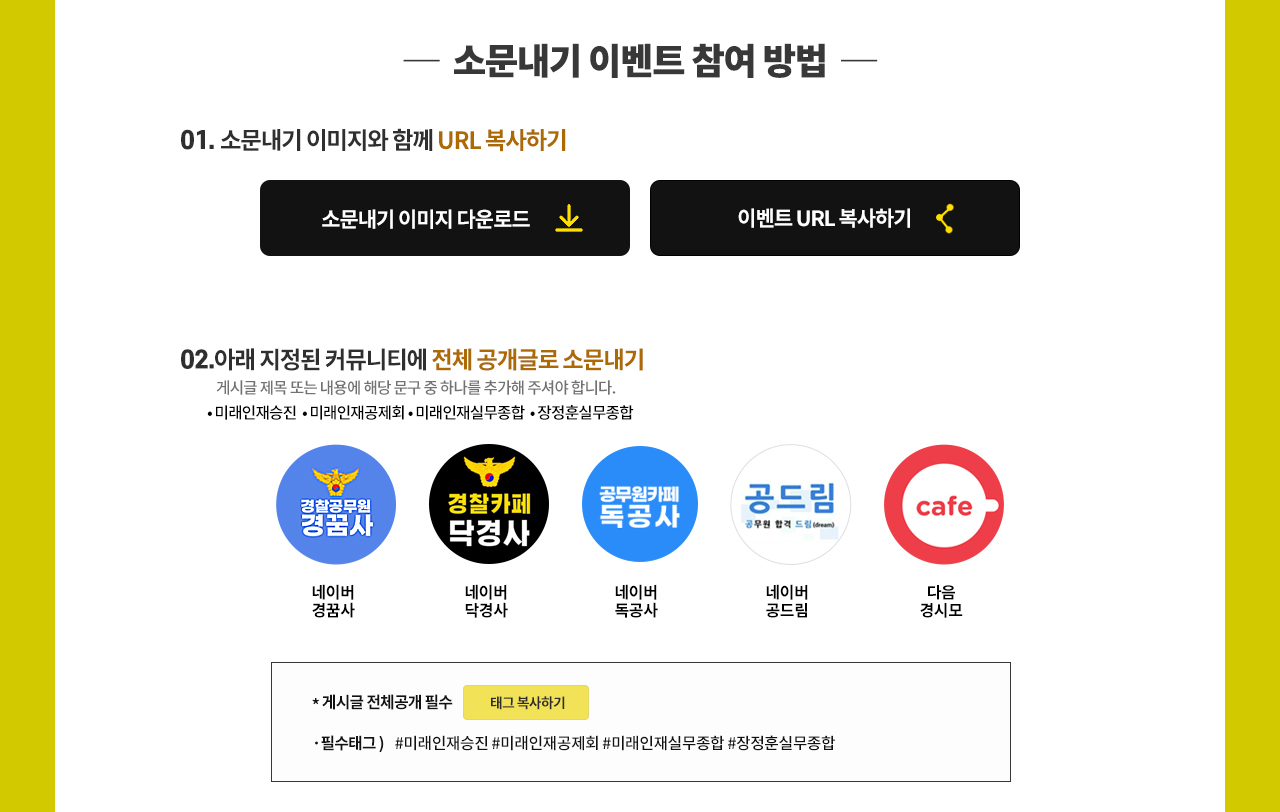 소문내기 이벤트 참여 방법
01. 소문내기 이미지와 함께 URL 복사하기
소문내기 이미지 다운로드
이벤트 URL 복사하기
02.아래 지정된 커뮤니티에 전체 공개글로 소문내기
게시글 제목 또는 내용에 해당 문구 중 하나를 추가해 주셔야 합니다.
• 미래인재승진 • 미래인재공제회 • 미래인재실무종합 • 장정훈실무종합
경찰공무원
경꿈사
경찰카페
닥경사
공무원카페
독공사
공드림
공무원 합격 드림(dream)
cafe
네이버
경꿈사
네이버
닥경사
네이버
독공사
네이버
공드림
다음
경시모
* 게시글 전체공개 필수
태그 복사하기
· 필수태그 ) #미래인재승진 #미래인재공제회 #미래인재실무종합 #장정훈실무종합